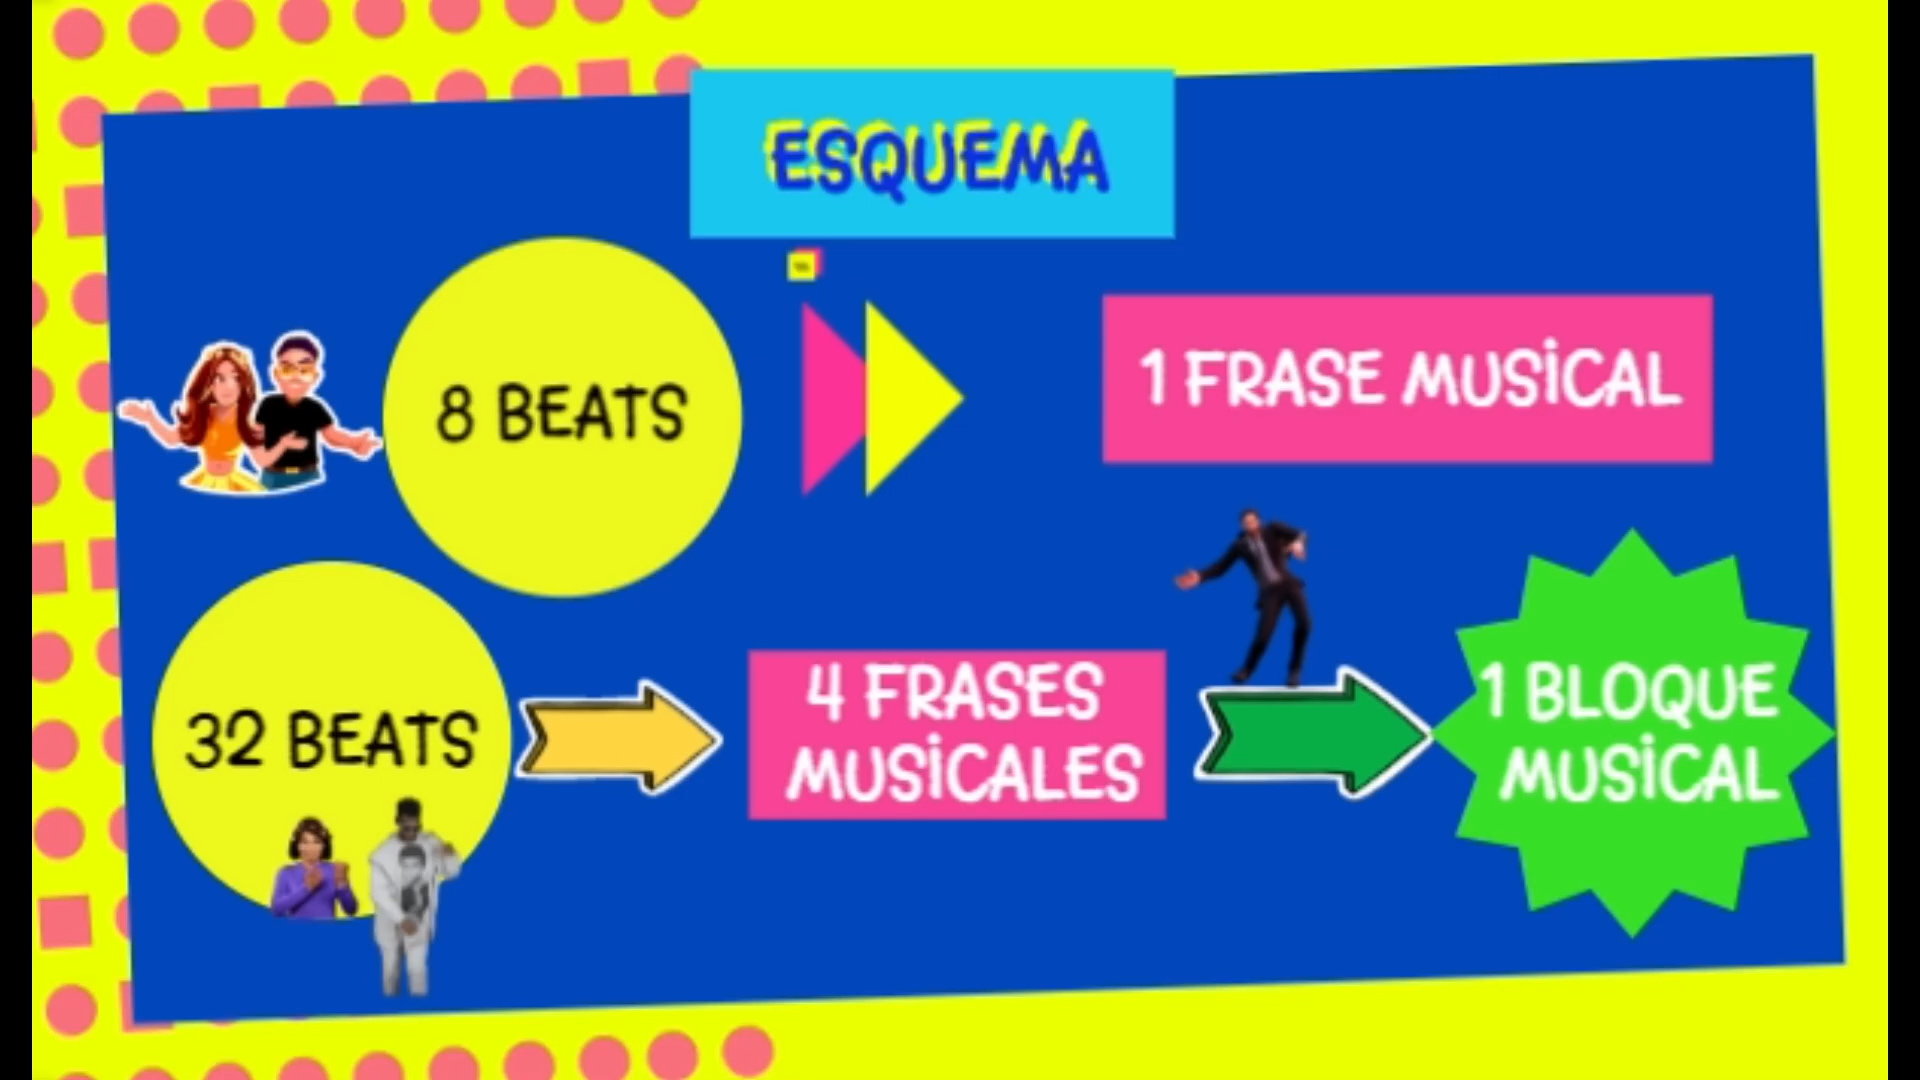 ESQUEMA
8 BEATS
1 FRASE MUSICAL
32 BEATS
4 FRASES
MUSICALES
1 BLOQUE
MUSICAL